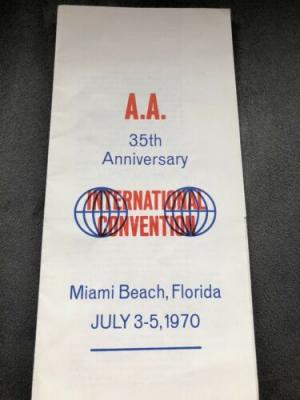 A.A.
35th
Anniversary
INTERNATIONAL
CONVENTION
Miami Beach, Florida
JULY 3-5, 1970